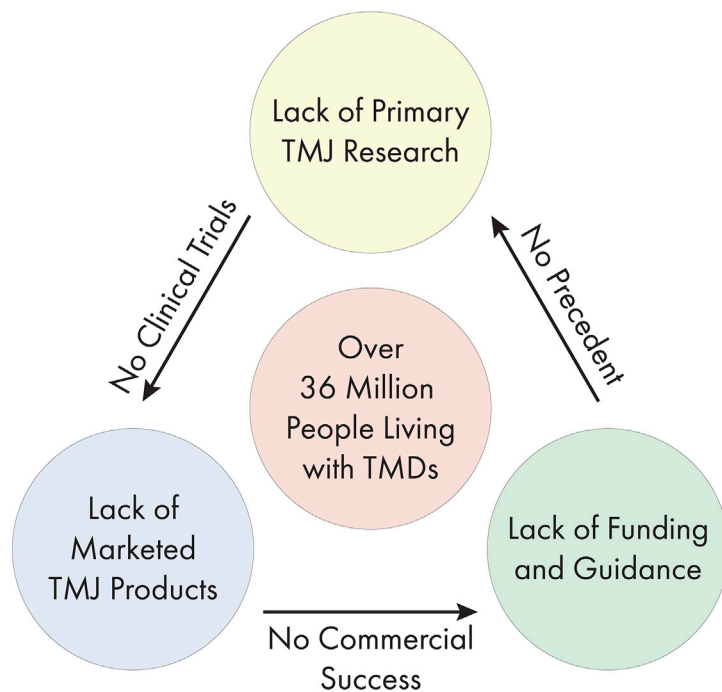 Lack of Primary
TMJ Research
No Clinical Trials
No Precedent
Over
36 Million
People Living
with TMDs
Lack of
Marketed
TMJ Products
Lack of Funding
and Guidance
No Commercial
Success